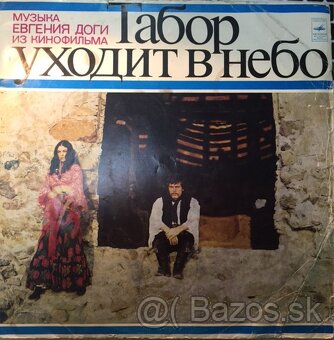 МУЗЫКА
ЕВГЕНИЯ ДОГИ
ИЗ КИНОФИЛЬМА
Табор
уходит в небо
Bazos.sk